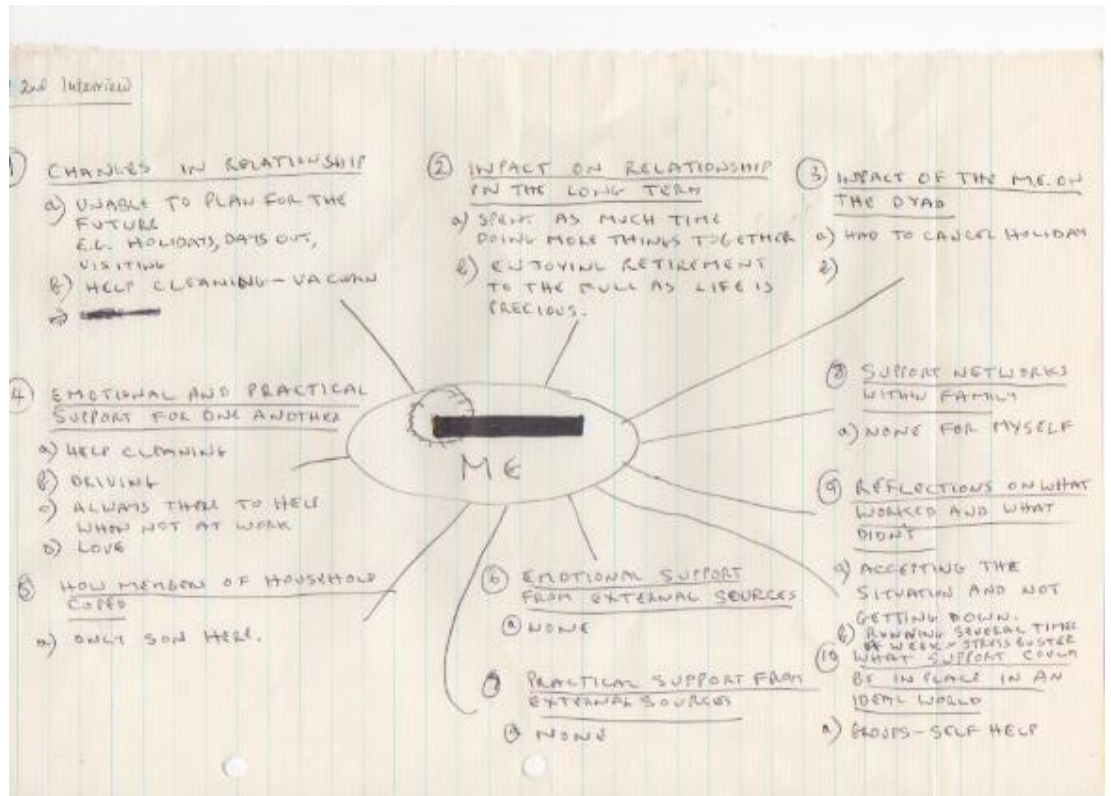 2nd Interview
① CHANGES IN RELATIONSHIP
a) UNABLE TO PLAN FOR THE
FUTURE
E.G. HOLIDAYS, DAYS OUT,
VISITING
b) HELP CLEANING - VACUUM
② IMPACT ON RELATIONSHIP
IN THE LONG TERM
a) SPENT AS MUCH TIME
DOING MORE THINGS TOGETHER
b) ENJOYING RETIREMENT
TO THE FULL AS LIFE IS
PRECIOUS.
③ IMPACT OF THE M.E. ON
THE DYAD
a) HAD TO CANCEL HOLIDAY
b)
ME
④ EMOTIONAL AND PRACTICAL
SUPPORT FOR ONE ANOTHER
a) HELP CLEANING
b) DRIVING
c) ALWAYS THERE TO HELP
WHEN NOT AT WORK
D) LOVE
⑤ HOW MEMBERS OF HOUSEHOLD
COPED
a) ONLY SON HERE.
⑥ EMOTIONAL SUPPORT
FROM EXTERNAL SOURCES
a) NONE
PRACTICAL SUPPORT FROM
EXTERNAL SOURCES
a) NONE
⑧ SUPPORT NETWORKS
WITHIN FAMILY
a) NONE FOR MYSELF
⑨ REFLECTIONS ON WHAT
WORKED AND WHAT
DIDN'T
a) ACCEPTING THE
SITUATION AND NOT
GETTING DOWN.
b) RUNNING SEVERAL TIMES
A WEEK - STRESS BUSTER
⑩ WHAT SUPPORT COULD
BE IN PLACE IN AN
IDEAL WORLD
a) GROUPS - SELF HELP